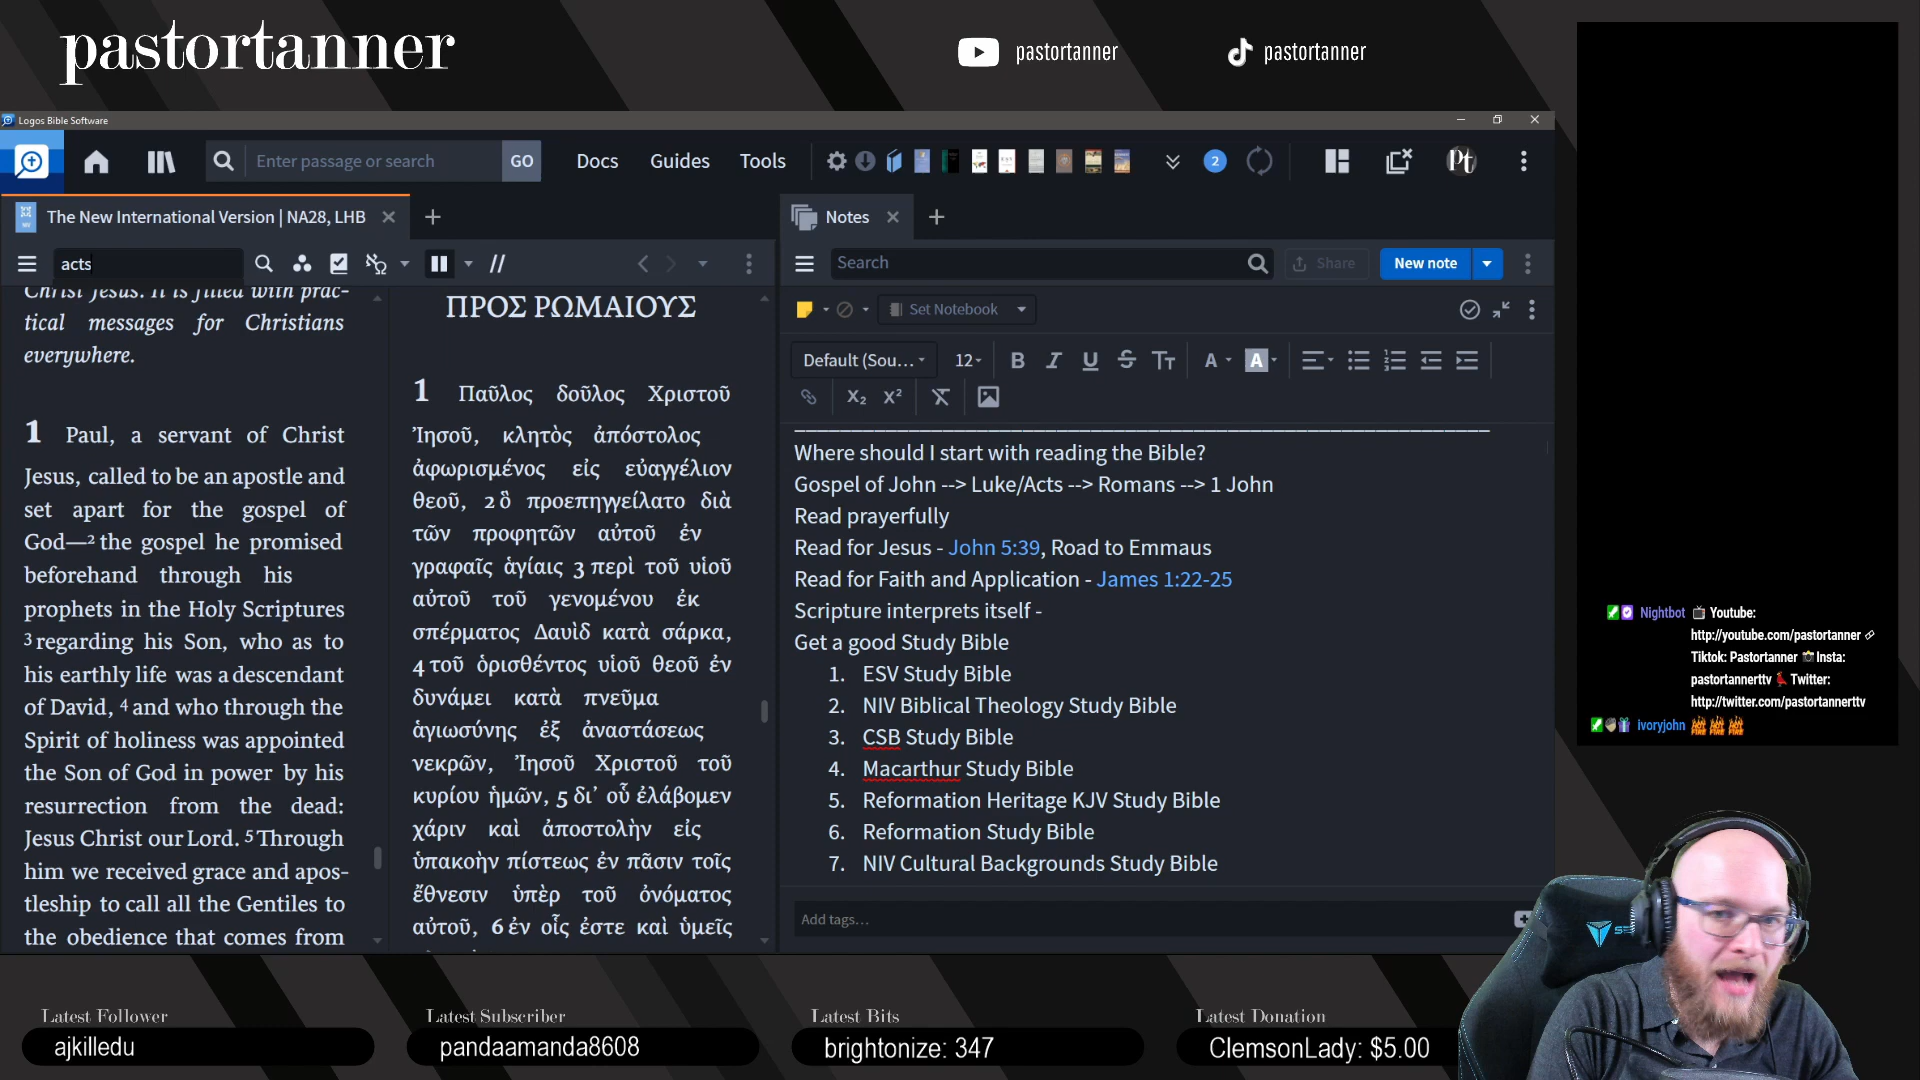 pastortanner
pastortanner
pastortanner
Logos Bible Software
Enter passage or search
GO
Docs
Guides
Tools
2
Pt
The New International Version | NA28, LHB
acts
Christ Jesus. It is filled with prac-
tical messages for Christians
everywhere.
1 Paul, a servant of Christ
Jesus, called to be an apostle and
set apart for the gospel of
God—2 the gospel he promised
beforehand through his
prophets in the Holy Scriptures
3 regarding his Son, who as to
his earthly life was a descendant
of David, 4 and who through the
Spirit of holiness was appointed
the Son of God in power by his
resurrection from the dead:
Jesus Christ our Lord. 5 Through
him we received grace and apos-
tleship to call all the Gentiles to
the obedience that comes from
ΠΡΟΣ ΡΩΜΑΙΟΥΣ
1 Παῦλος δοῦλος Χριστοῦ
Ἰησοῦ, κλητὸς ἀπόστολος
ἀφωρισμένος εἰς εὐαγγέλιον
θεοῦ, 2 ὃ προεπηγγείλατο διὰ
τῶν προφητῶν αὐτοῦ ἐν
γραφαῖς ἁγίαις 3 περὶ τοῦ υἱοῦ
αὐτοῦ τοῦ γενομένου ἐκ
σπέρματος Δαυὶδ κατὰ σάρκα,
4 τοῦ ὁρισθέντος υἱοῦ θεοῦ ἐν
δυνάμει κατὰ πνεῦμα
ἁγιωσύνης ἐξ ἀναστάσεως
νεκρῶν, Ἰησοῦ Χριστοῦ τοῦ
κυρίου ἡμῶν, 5 δι’ οὗ ἐλάβομεν
χάριν καὶ ἀποστολὴν εἰς
ὑπακοὴν πίστεως ἐν πᾶσιν τοῖς
ἔθνεσιν ὑπὲρ τοῦ ὀνόματος
αὐτοῦ, 6 ἐν οἷς ἐστε καὶ ὑμεῖς
Notes
Search
Share
New note
Set Notebook
Default (Sou...
12
B I U S TT A A
X2 X2
Where should I start with reading the Bible?
Gospel of John --> Luke/Acts --> Romans --> 1 John
Read prayerfully
Read for Jesus - John 5:39, Road to Emmaus
Read for Faith and Application - James 1:22-25
Scripture interprets itself -
Get a good Study Bible
1. ESV Study Bible
2. NIV Biblical Theology Study Bible
3. CSB Study Bible
4. Macarthur Study Bible
5. Reformation Heritage KJV Study Bible
6. Reformation Study Bible
7. NIV Cultural Backgrounds Study Bible
Add tags...
Nightbot 📺 Youtube:
http://youtube.com/pastortanner
Tiktok: Pastortanner 📸 Insta:
pastortannerttv Twitter:
http://twitter.com/pastortannerttv
ivoryjohn
Latest Follower
ajkilledu
Latest Subscriber
pandaamanda8608
Latest Bits
brightonize: 347
Latest Donation
ClemsonLady: $5.00